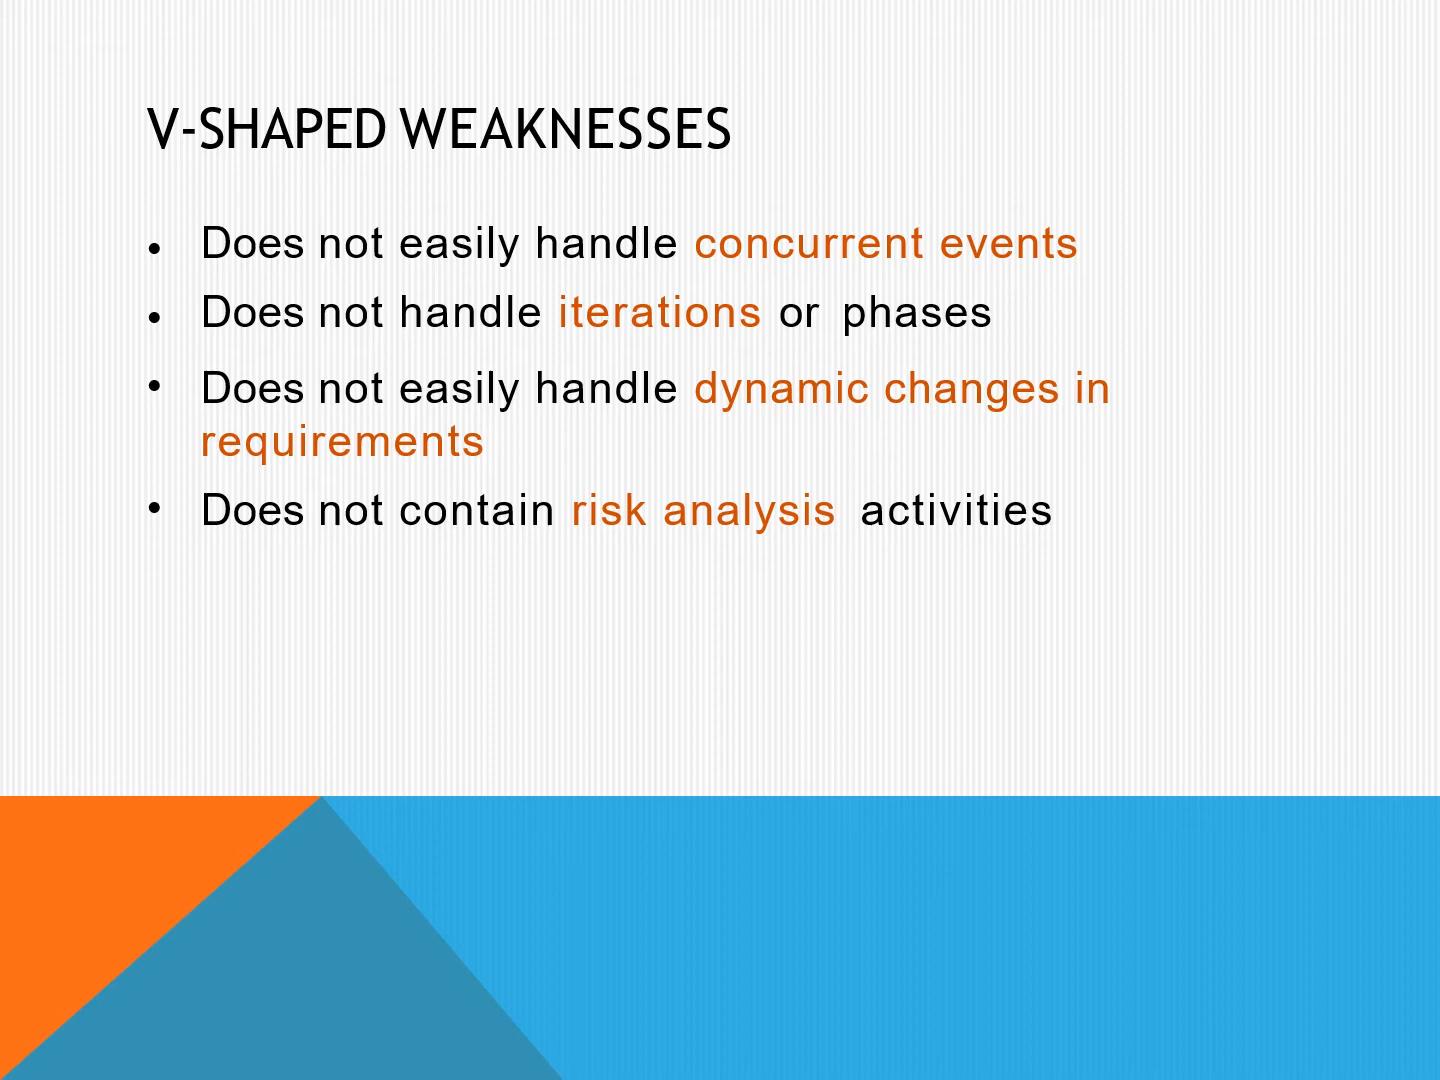 V-SHAPED WEAKNESSES
• Does not easily handle concurrent events
• Does not handle iterations or phases
• Does not easily handle dynamic changes in
requirements
• Does not contain risk analysis activities